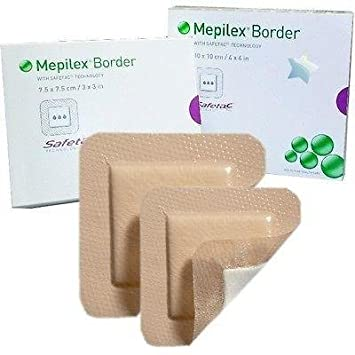 Mepilex® Border
WITH SAFETAC® TECHNOLOGY
7.5 x 7.5 cm / 3 x 3 in
Safetac
TECHNOLOGY
Mepilex® Border
WITH SAFETAC® TECHNOLOGY
10 x 10 cm / 4 x 4 in
Safetac